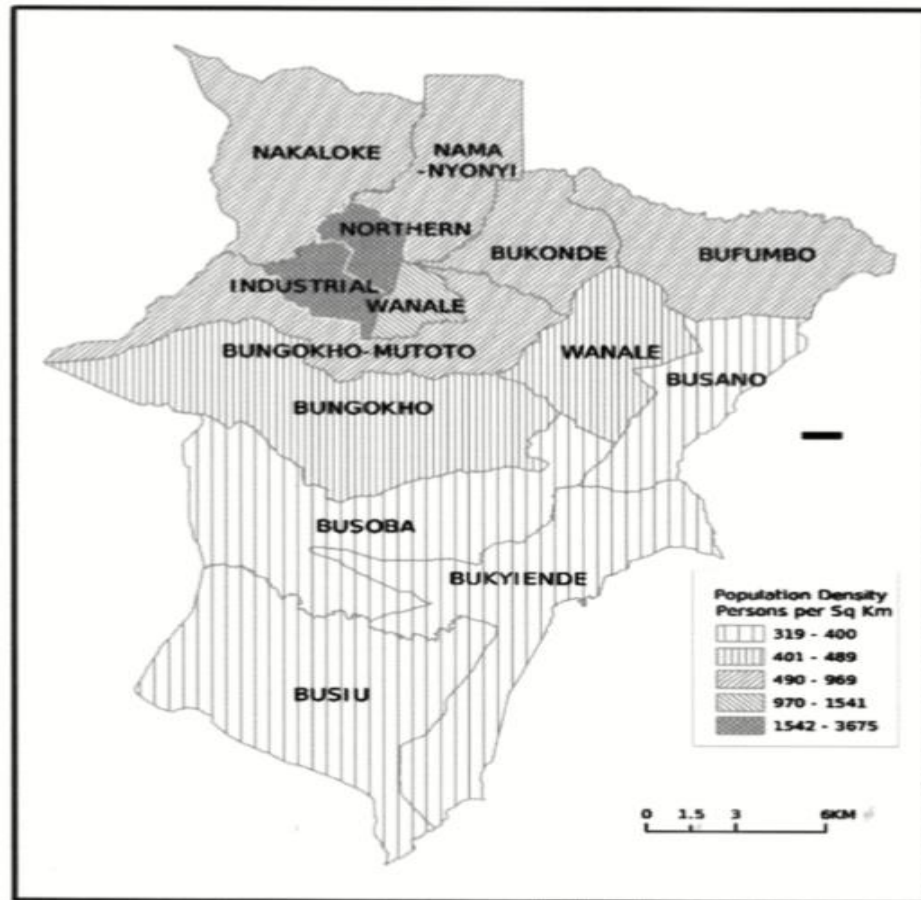 NAKALOKE
NAMA
-NYONYI
NORTHERN
BUKONDE
BUFUMBO
INDUSTRIAL
WANALE
BUNGOKHO-MUTOTO
WANALE
BUSANO
BUNGOKHO
BUSOBA
BUKYIENDE
BUSIU
Population Density
Persons per Sq Km
319 - 400
401 - 489
490 - 969
970 - 1541
1542 - 3675
0 1.5 3 6KM